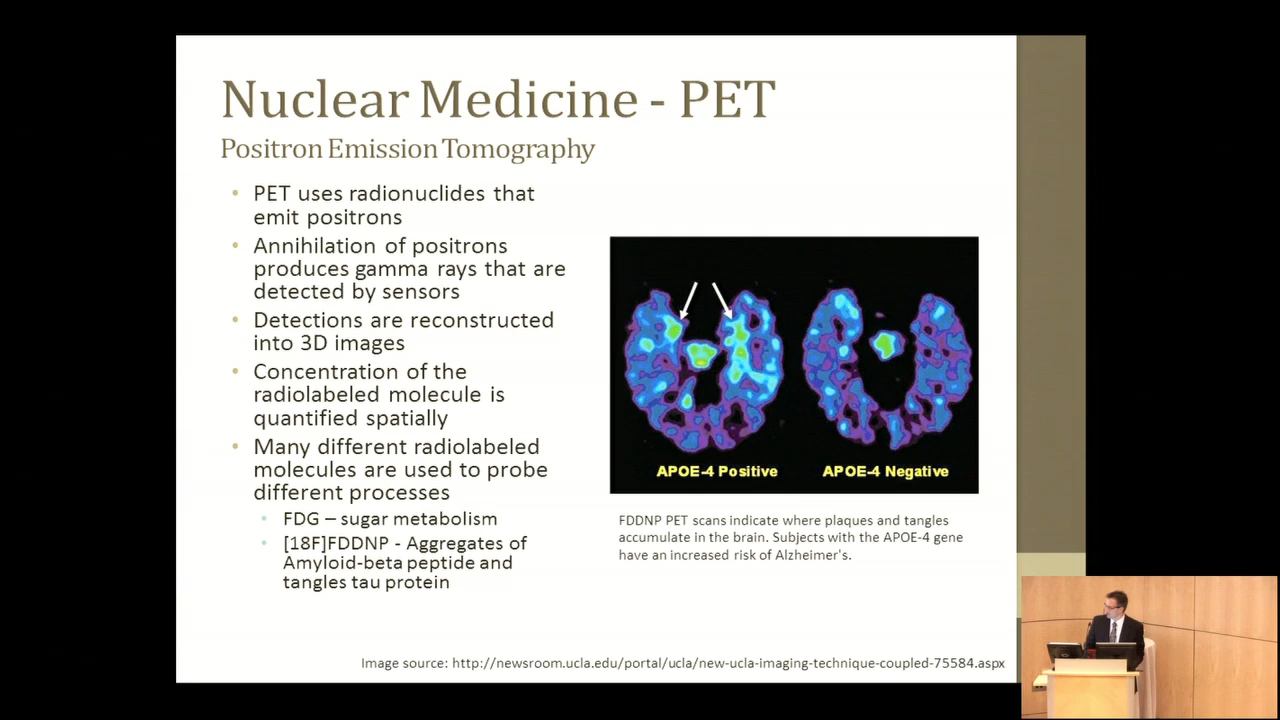 Nuclear Medicine - PET
Positron Emission Tomography
• PET uses radionuclides that
emit positrons
• Annihilation of positrons
produces gamma rays that are
detected by sensors
• Detections are reconstructed
into 3D images
• Concentration of the
radiolabeled molecule is
quantified spatially
• Many different radiolabeled
molecules are used to probe
different processes
• FDG – sugar metabolism
• [18F]FDDNP - Aggregates of
Amyloid-beta peptide and
tangles tau protein
APOE-4 Positive
APOE-4 Negative
FDDNP PET scans indicate where plaques and tangles
accumulate in the brain. Subjects with the APOE-4 gene
have an increased risk of Alzheimer's.
Image source: http://newsroom.ucla.edu/portal/ucla/new-ucla-imaging-technique-coupled-75584.aspx